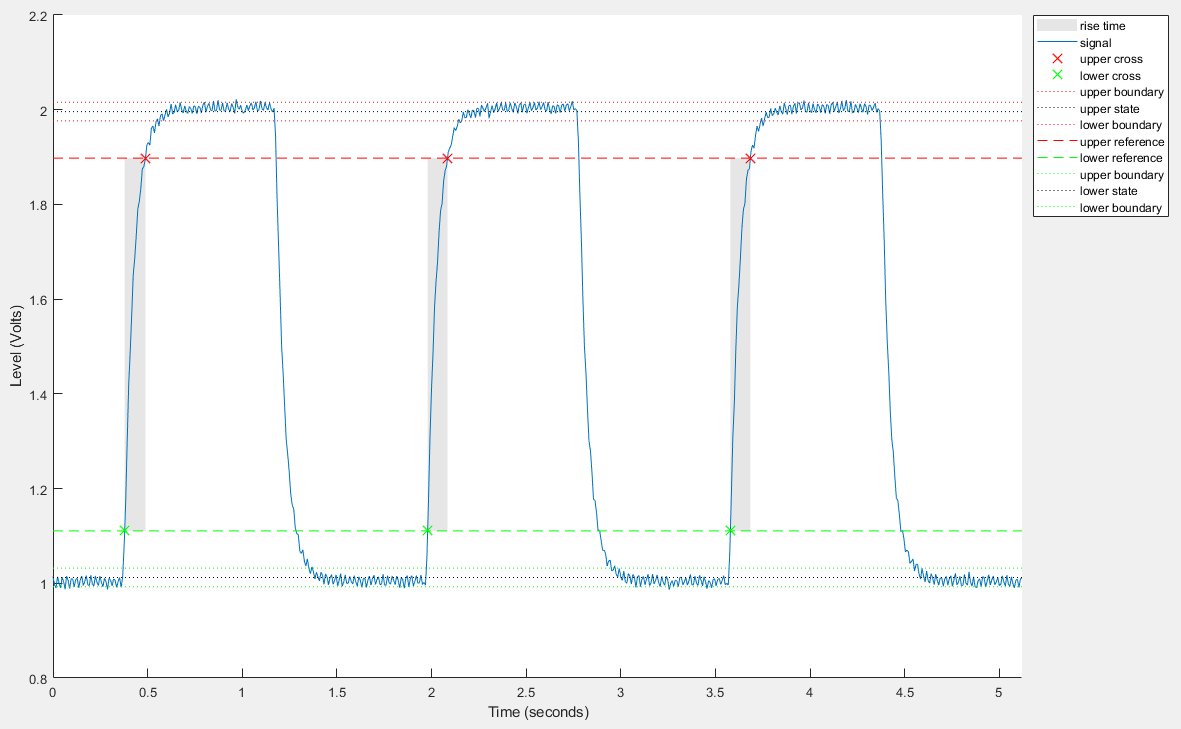 2.2
2
1.8
1.6
1.4
1.2
1
0.8
Level (Volts)
0
0.5
1
1.5
2
2.5
3
3.5
4
4.5
5
Time (seconds)
rise time
signal
upper cross
lower cross
upper boundary
upper state
lower boundary
upper reference
lower reference
upper boundary
lower state
lower boundary